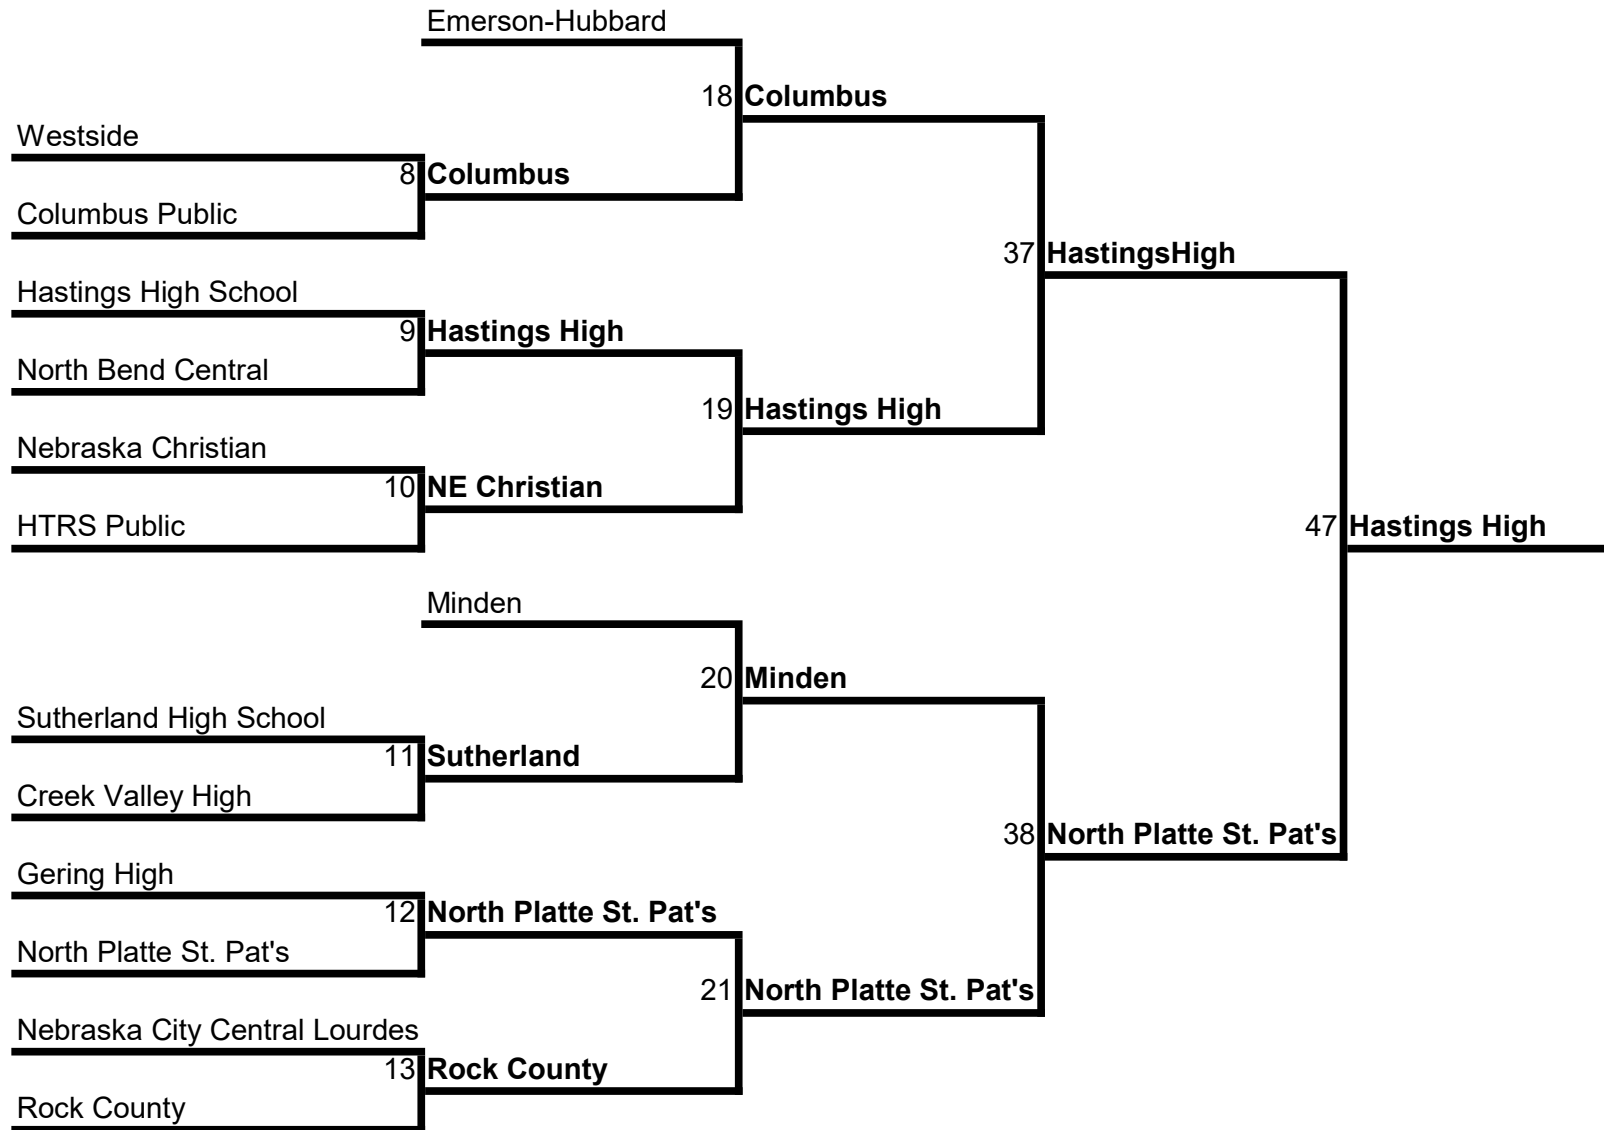 Emerson-Hubbard
18 Columbus
Westside
8 Columbus
Columbus Public
37 HastingsHigh
Hastings High School
9 Hastings High
North Bend Central
19 Hastings High
Nebraska Christian
10 NE Christian
HTRS Public
47 Hastings High
Minden
20 Minden
Sutherland High School
11 Sutherland
Creek Valley High
38 North Platte St. Pat's
Gering High
12 North Platte St. Pat's
North Platte St. Pat's
21 North Platte St. Pat's
Nebraska City Central Lourdes
13 Rock County
Rock County